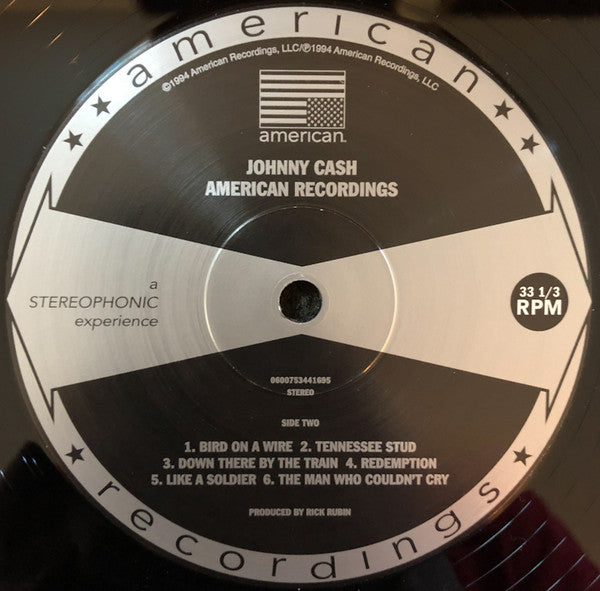 american
©1994 American Recordings, LLC/℗1994 American Recordings, LLC
american.
JOHNNY CASH
AMERICAN RECORDINGS
a
STEREOPHONIC
experience
33 1/3
RPM
0600753441695
STEREO
SIDE TWO
1. BIRD ON A WIRE 2. TENNESSEE STUD
3. DOWN THERE BY THE TRAIN 4. REDEMPTION
5. LIKE A SOLDIER 6. THE MAN WHO COULDN'T CRY
PRODUCED BY RICK RUBIN
recordings